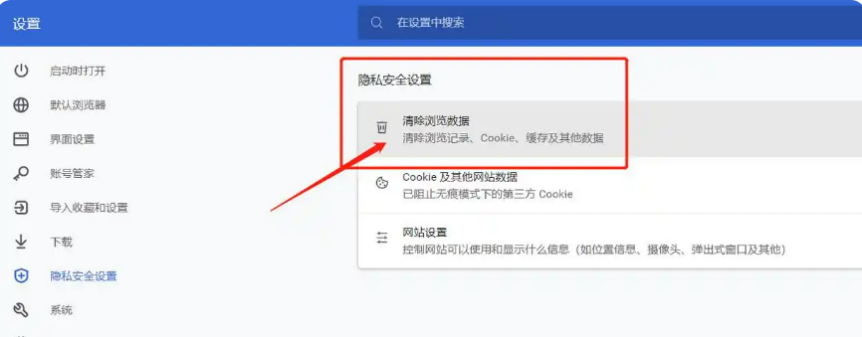 设置
在设置中搜索
启动时打开
默认浏览器
界面设置
账号管家
导入收藏和设置
下载
隐私安全设置
系统
隐私安全设置
清除浏览数据
清除浏览记录、Cookie、缓存及其他数据
Cookie 及其他网站数据
已阻止无痕模式下的第三方 Cookie
网站设置
控制网站可以使用和显示什么信息（如位置信息、摄像头、弹出式窗口及其他）